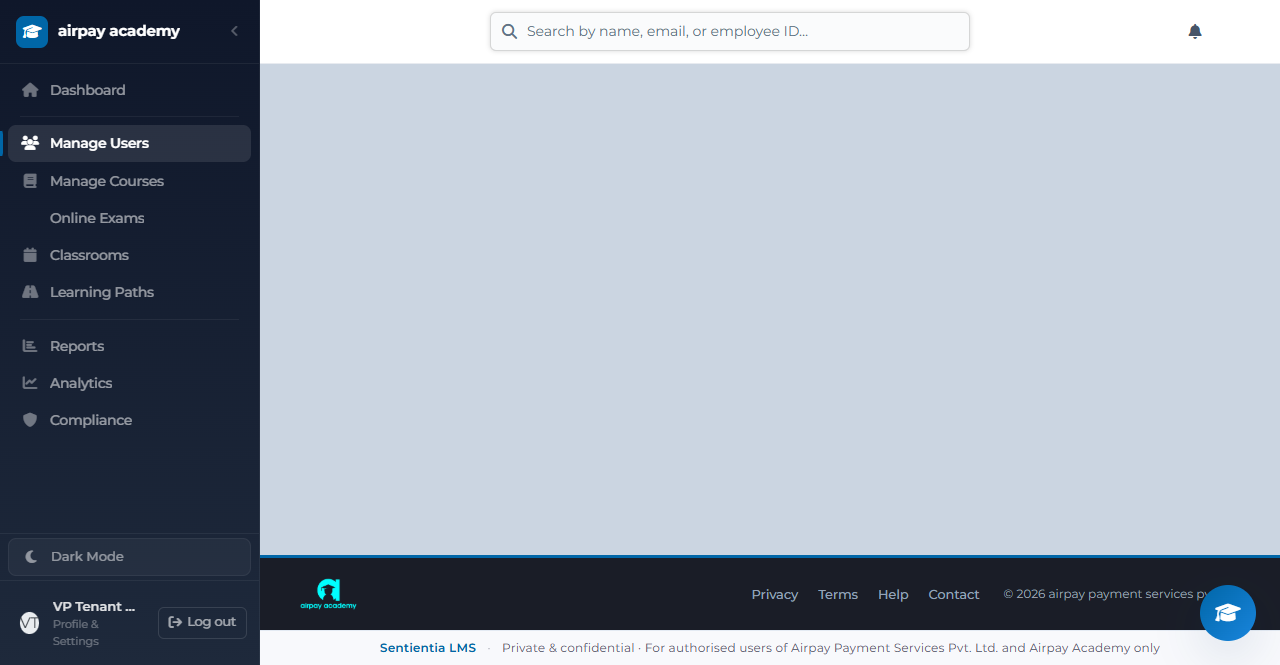 airpay academy
Search by name, email, or employee ID...
Dashboard
Manage Users
Manage Courses
Online Exams
Classrooms
Learning Paths
Reports
Analytics
Compliance
Dark Mode
VP Tenant ...
Profile &
Settings
VT
Log out
airpay academy
Privacy
Terms
Help
Contact
© 2026 airpay payment services
Sentientia LMS · Private & confidential · For authorised users of Airpay Payment Services Pvt. Ltd. and Airpay Academy only